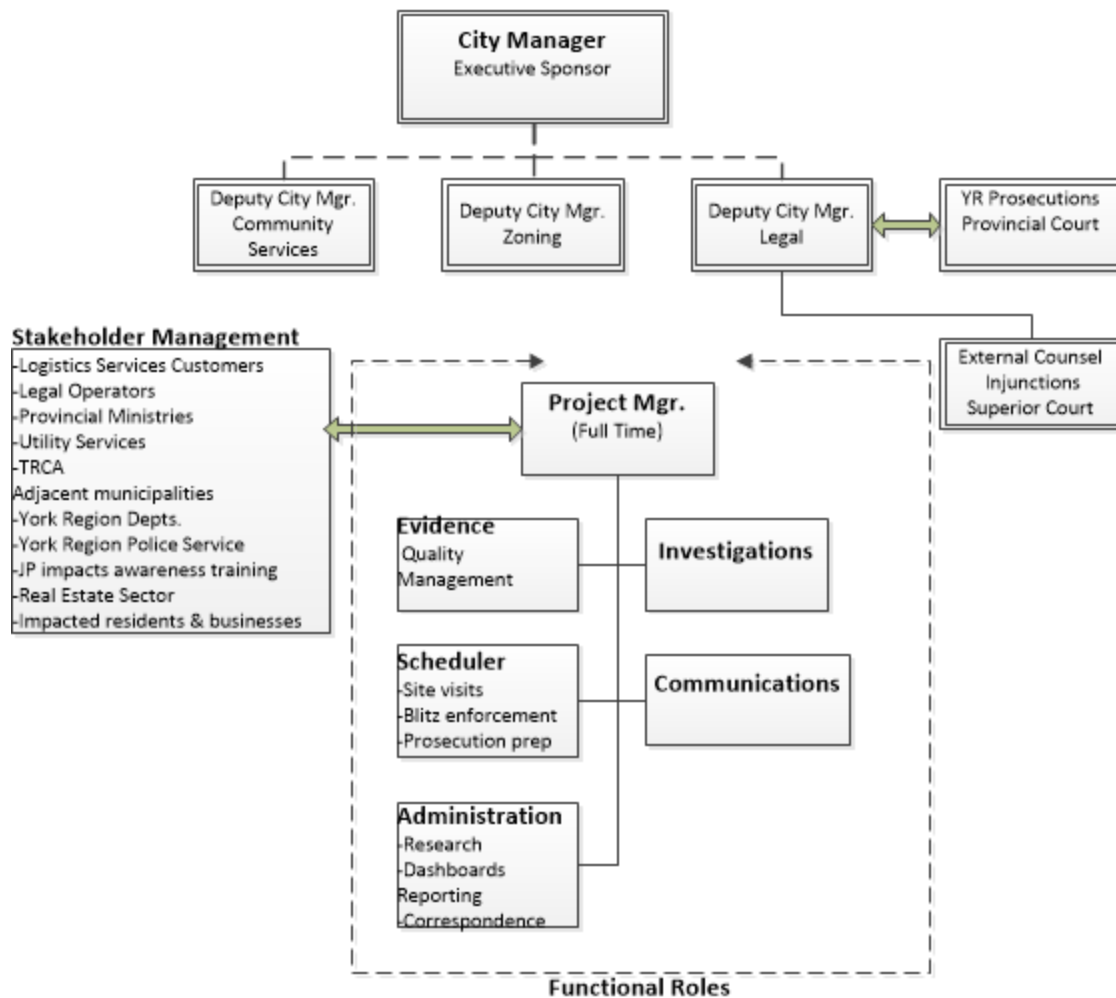 City Manager
Executive Sponsor
Deputy City Mgr.
Community
Services
Deputy City Mgr.
Zoning
Deputy City Mgr.
Legal
YR Prosecutions
Provincial Court
External Counsel
Injunctions
Superior Court
Stakeholder Management
-Logistics Services Customers
-Legal Operators
-Provincial Ministries
-Utility Services
-TRCA
Adjacent municipalities
-York Region Depts.
-York Region Police Service
-JP impacts awareness training
-Real Estate Sector
-Impacted residents & businesses
Project Mgr.
(Full Time)
Evidence
Quality
Management
Investigations
Scheduler
-Site visits
-Blitz enforcement
-Prosecution prep
Communications
Administration
-Research
-Dashboards
Reporting
-Correspondence
Functional Roles